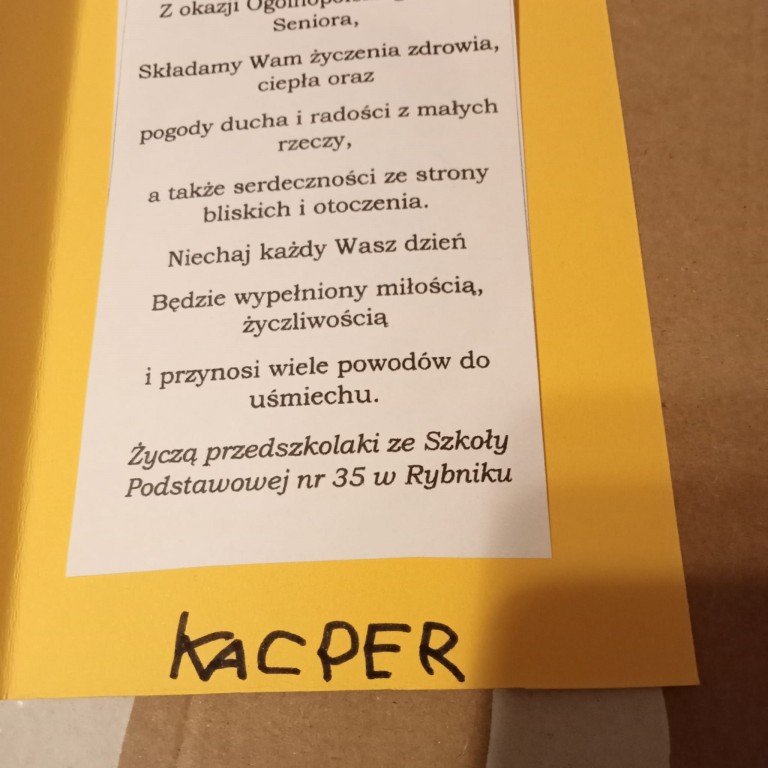 Z okazji
Seniora,
Składamy Wam życzenia zdrowia,
ciepła oraz
pogody ducha i radości z małych
rzeczy,
a także serdeczności ze strony
bliskich i otoczenia.
Niechaj każdy Wasz dzień
Będzie wypełniony miłością,
życzliwością
i przynosi wiele powodów do
uśmiechu.
Życzą przedszkolaki ze Szkoły
Podstawowej nr 35 w Rybniku
KACPER